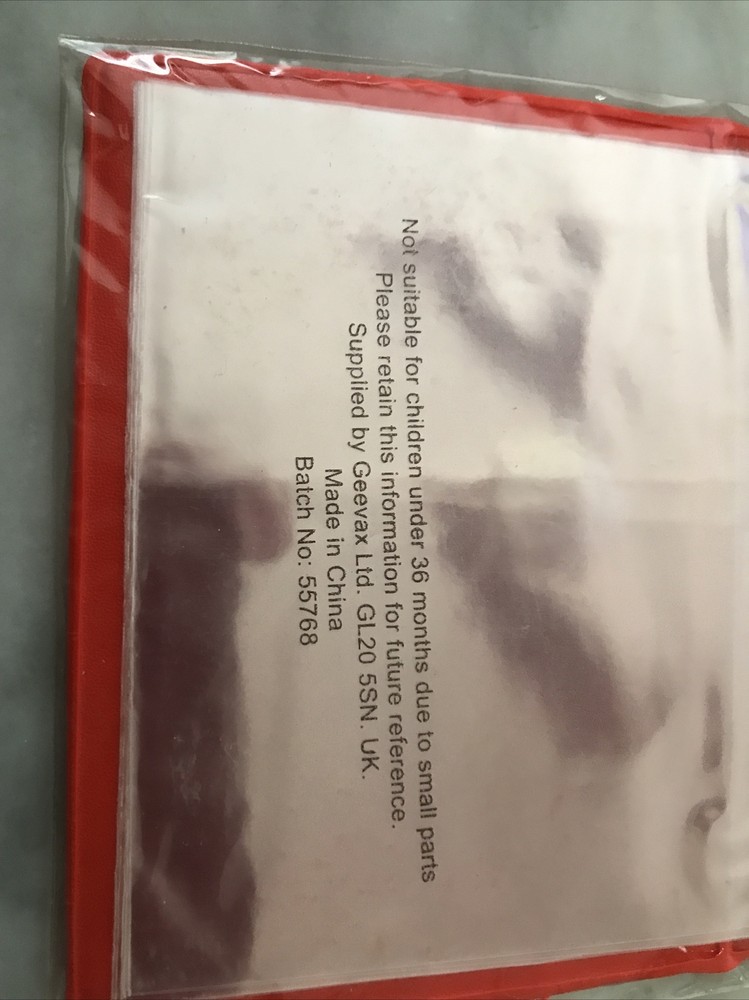 Not suitable for children under 36 months due to small parts
Please retain this information for future reference.
Supplied by Geevax Ltd. GL20 5SN. UK.
Made in China
Batch No: 55768